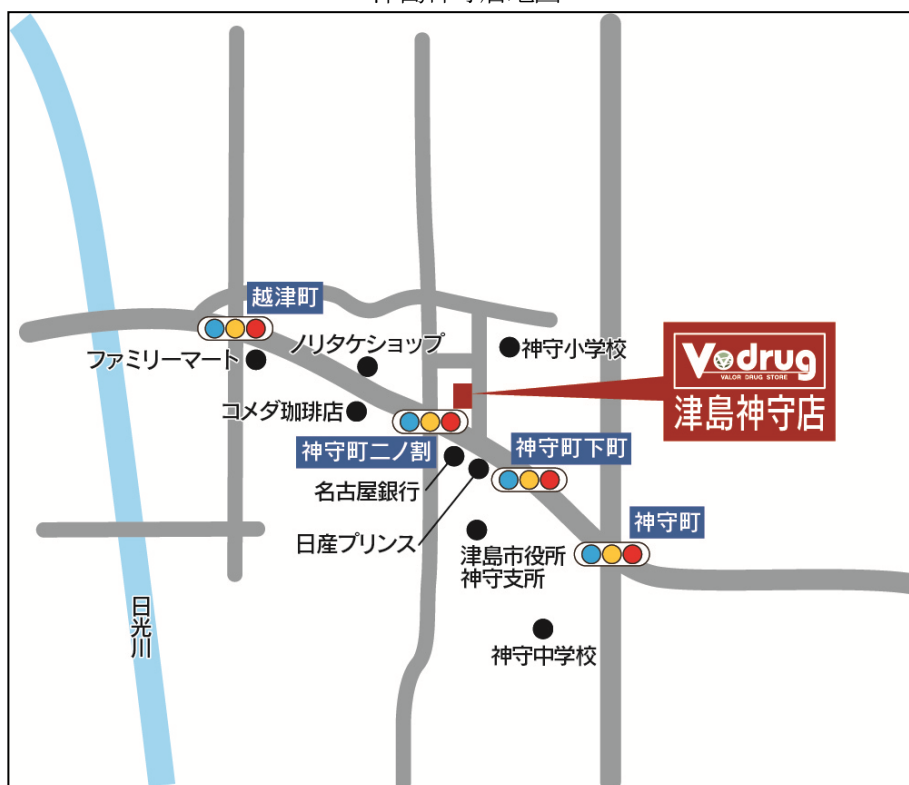 越津町
ファミリーマート
ノリタケショップ
神守小学校
コメダ珈琲店
V drug
VALOR DRUG STORE
津島神守店
神守町二ノ割
神守町下町
名古屋銀行
日産プリンス
神守町
津島市役所
神守支所
日光川
神守中学校